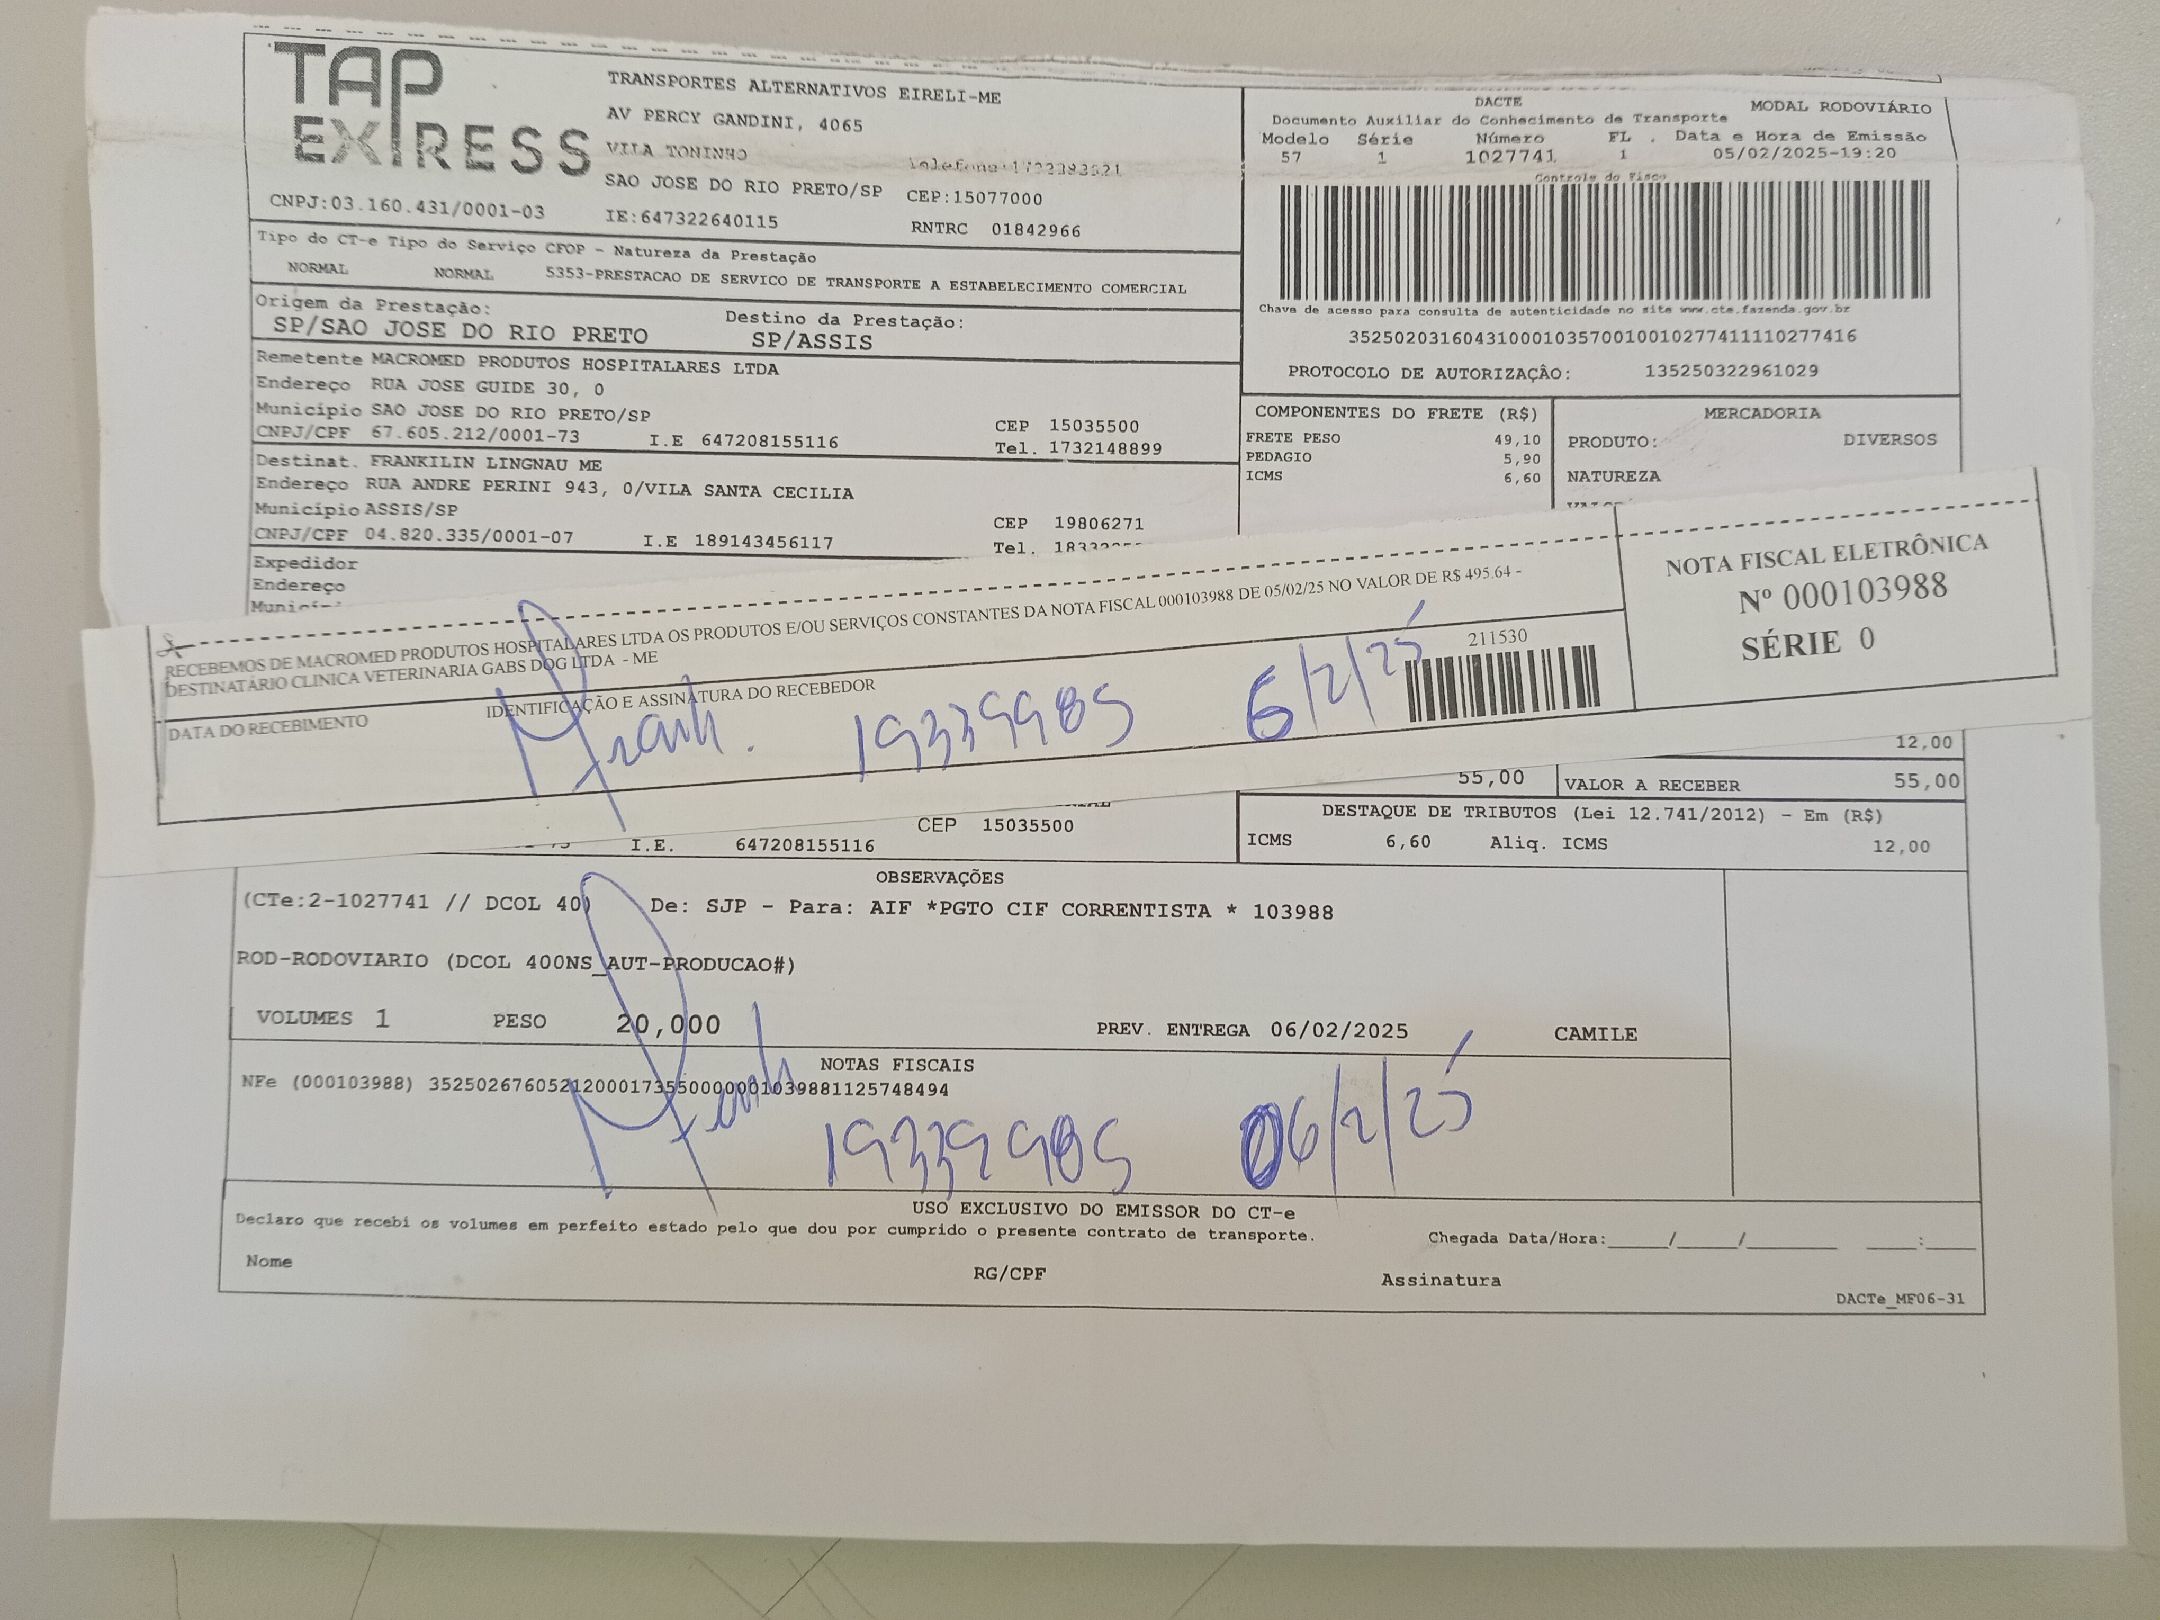 TAP
EXPRESS
TRANSPORTES ALTERNATIVOS EIRELI-ME
AV PERCY GANDINI, 4065
VILA TONINHO
SAO JOSE DO RIO PRETO/SP CEP:15077000
CNPJ:03.160.431/0001-03 IE:647322640115 RNTRC 01842966
DACTE MODAL RODOVIÁRIO
Documento Auxiliar do Conhecimento de Transporte
Modelo Série Número FL . Data e Hora de Emissão
57 1 1027741 1 05/02/2025-19:20
Controle do Fisco
Chave de acesso para consulta de autenticidade no site www.cte.fazenda.gov.br
35250203160431000103570010010277411110277416
PROTOCOLO DE AUTORIZAÇÃO: 135250322961029
Tipo do CT-e Tipo do Serviço CFOP - Natureza da Prestação
NORMAL NORMAL 5353-PRESTACAO DE SERVICO DE TRANSPORTE A ESTABELECIMENTO COMERCIAL
Origem da Prestação: Destino da Prestação:
SP/SAO JOSE DO RIO PRETO SP/ASSIS
Remetente MACROMED PRODUTOS HOSPITALARES LTDA
Endereço RUA JOSE GUIDE 30, 0
Município SAO JOSE DO RIO PRETO/SP CEP 15035500
CNPJ/CPF 67.605.212/0001-73 I.E 647208155116 Tel. 1732148899
Destinat. FRANKILIN LINGNAU ME
Endereço RUA ANDRE PERINI 943, 0/VILA SANTA CECILIA
Município ASSIS/SP CEP 19806271
CNPJ/CPF 04.820.335/0001-07 I.E 189143456117 Tel.
Expedidor
Endereço
COMPONENTES DO FRETE (R$)
FRETE PESO 49,10
PEDAGIO 5,90
ICMS 6,60
MERCADORIA
PRODUTO: DIVERSOS
NATUREZA
RECEBEMOS DE MACROMED PRODUTOS HOSPITALARES LTDA OS PRODUTOS E/OU SERVIÇOS CONSTANTES DA NOTA FISCAL 000103988 DE 05/02/25 NO VALOR DE R$ 495.64 -
DESTINATÁRIO CLINICA VETERINARIA GABS DOG LTDA - ME
DATA DO RECEBIMENTO IDENTIFICAÇÃO E ASSINATURA DO RECEBEDOR
211530
NOTA FISCAL ELETRÔNICA
Nº 000103988
SÉRIE 0
Frank. 19339985 6/2/25
12,00
55,00 VALOR A RECEBER 55,00
CEP 15035500
I.E. 647208155116
DESTAQUE DE TRIBUTOS (Lei 12.741/2012) - Em (R$)
ICMS 6,60 Aliq. ICMS 12,00
OBSERVAÇÕES
(CTe:2-1027741 // DCOL 40) De: SJP - Para: AIF *PGTO CIF CORRENTISTA * 103988
ROD-RODOVIARIO (DCOL 400NS_AUT-PRODUCAO#)
VOLUMES 1 PESO 20,000 PREV. ENTREGA 06/02/2025 CAMILE
NOTAS FISCAIS
NFe (000103988) 35250267605212000173550000001039881125748494
Frank 19339985 06/2/25
USO EXCLUSIVO DO EMISSOR DO CT-e
Declaro que recebi os volumes em perfeito estado pelo que dou por cumprido o presente contrato de transporte. Chegada Data/Hora:_____/_____/_______ ____:____
Nome RG/CPF Assinatura
DACTe_MF06-31